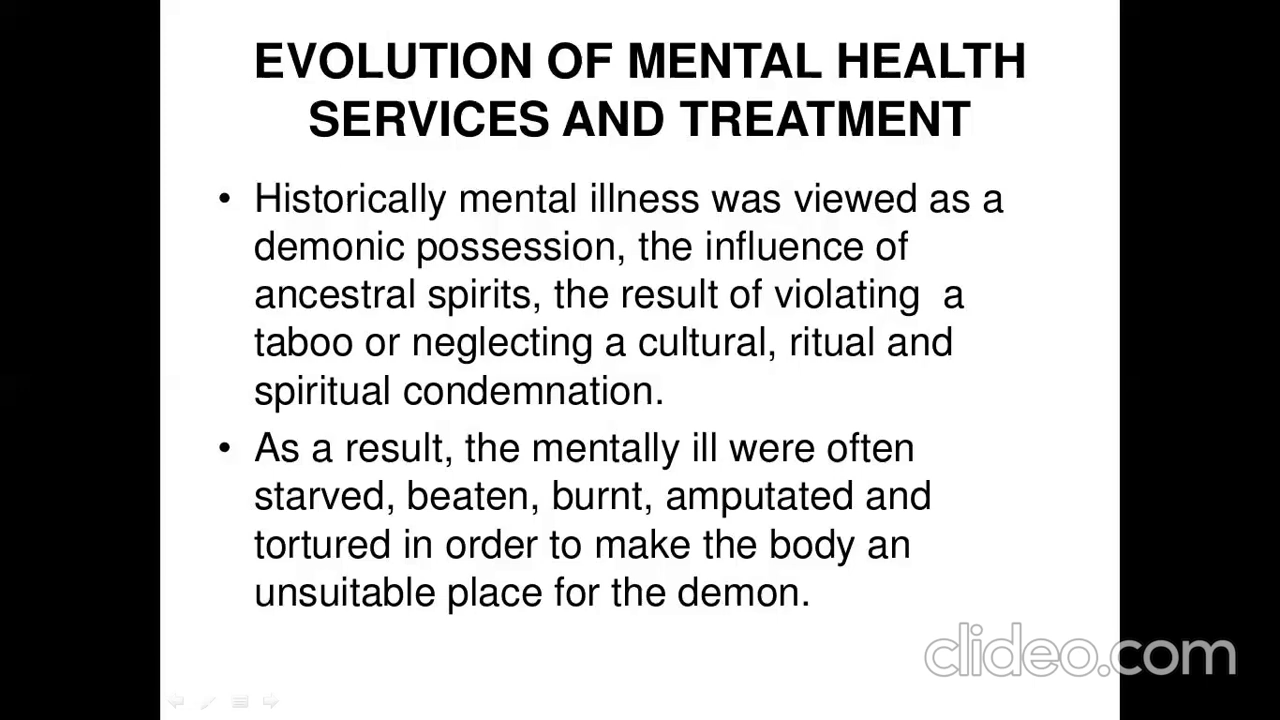 EVOLUTION OF MENTAL HEALTH
SERVICES AND TREATMENT
• Historically mental illness was viewed as a
demonic possession, the influence of
ancestral spirits, the result of violating  a
taboo or neglecting a cultural, ritual and
spiritual condemnation.
• As a result, the mentally ill were often
starved, beaten, burnt, amputated and
tortured in order to make the body an
unsuitable place for the demon.
clideo.com